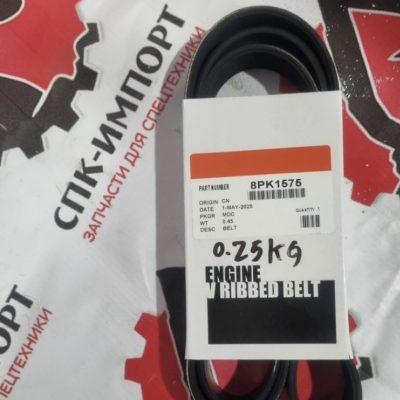 СПК-ИМПОРТ
ЗАПЧАСТИ ДЛЯ СПЕЦТЕХНИКИ
PART NUMBER 8PK1575
ORIGIN CN
DATE 1-MAY-2025
PKGR MDC QUANTITY 1
WT 0.45
DESC BELT
0.25KG
ENGINE
V RIBBED BELT
ПОРТ
СПЕЦТЕХНИКИ